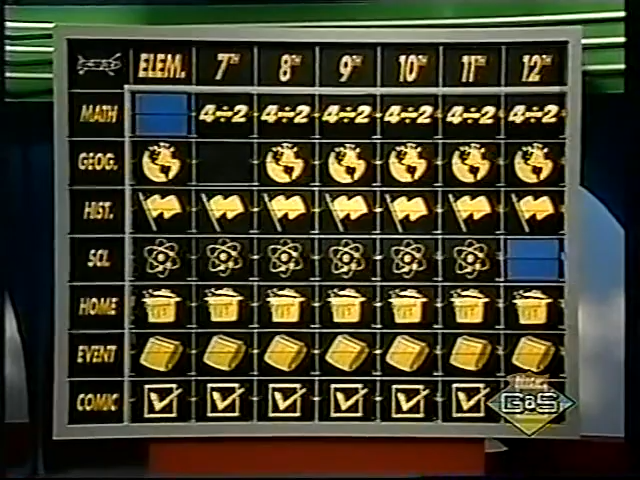 ELEM. 7TH 8TH 9TH 10TH 11TH 12TH
MATH 4÷2 4÷2 4÷2 4÷2 4÷2 4÷2
GEOG.
HIST.
SCI.
HOME
EVENT
COMIC
GAS